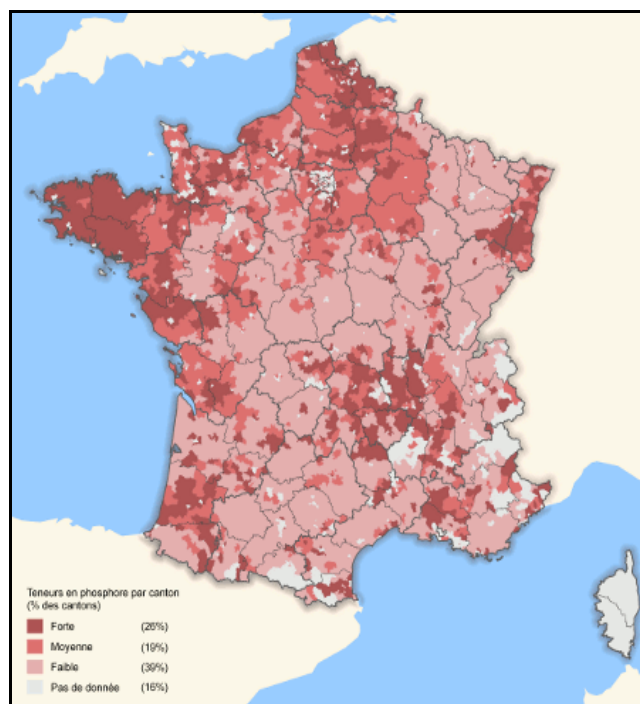 Teneurs en phosphore par canton
(% des cantons)
Forte (26%)
Moyenne (19%)
Faible (39%)
Pas de donnée (16%)